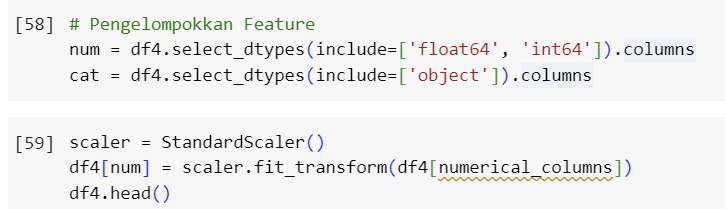 [58] # Pengelompokkan Feature
num = df4.select_dtypes(include=['float64', 'int64']).columns
cat = df4.select_dtypes(include=['object']).columns
[59] scaler = StandardScaler()
df4[num] = scaler.fit_transform(df4[numerical_columns])
df4.head()